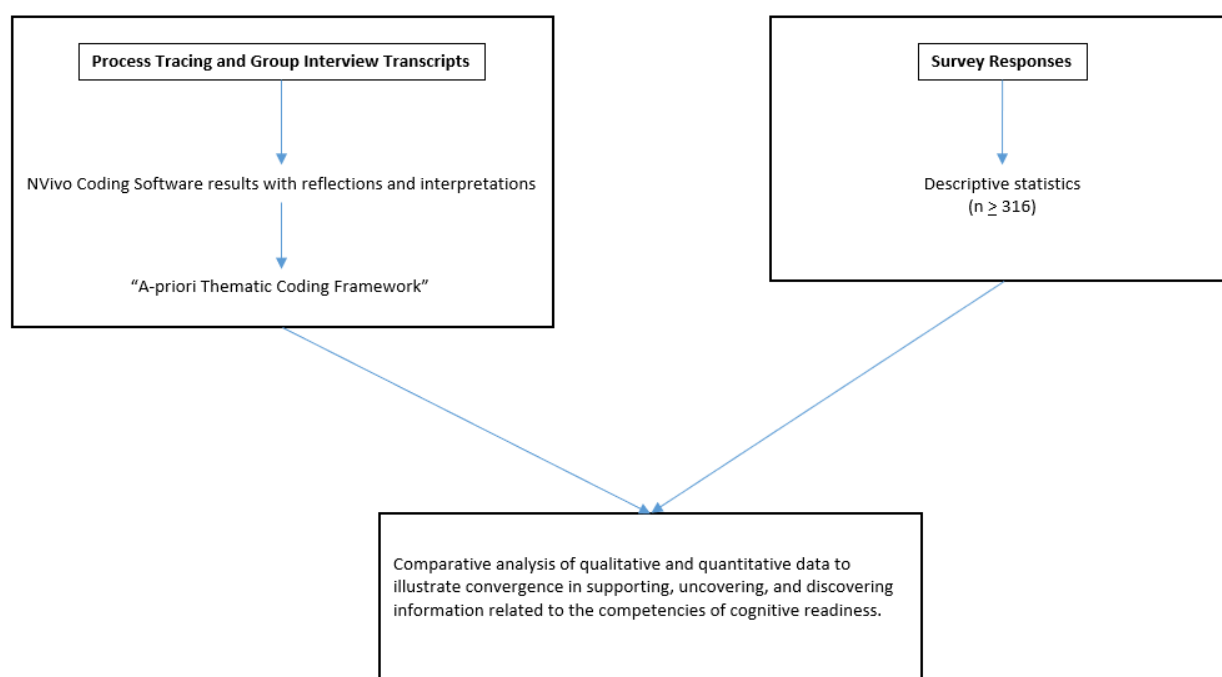 Process Tracing and Group Interview Transcripts
NVivo Coding Software results with reflections and interpretations
“A-priori Thematic Coding Framework”
Survey Responses
Descriptive statistics
(n ≥ 316)
Comparative analysis of qualitative and quantitative data to
illustrate convergence in supporting, uncovering, and discovering
information related to the competencies of cognitive readiness.